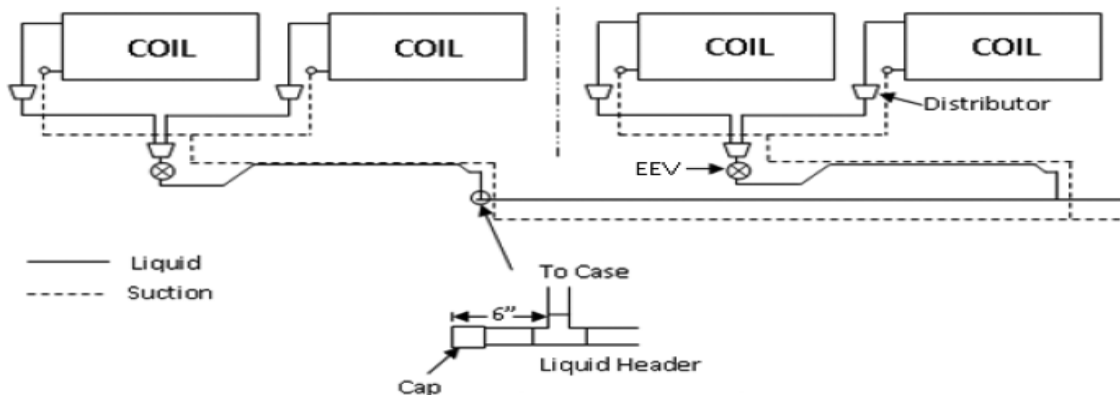 COIL
COIL
COIL
COIL
Distributor
EEV
Liquid
Suction
To Case
6”
Liquid Header
Cap